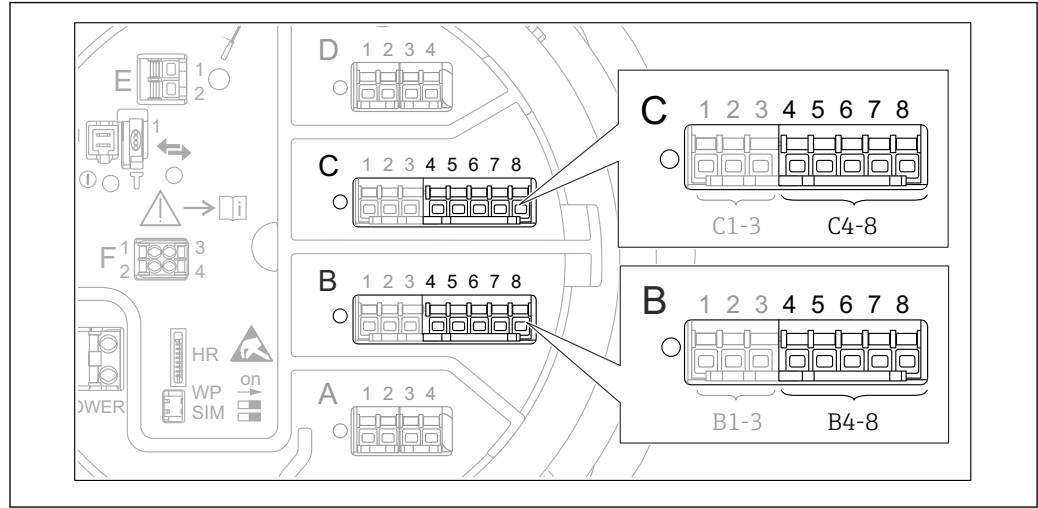 D 1 2 3 4
E 1
2
1
C 1 2 3 4 5 6 7 8
i
F 1 3
2 4
B 1 2 3 4 5 6 7 8
HR
WP on
SIM
OWER
A 1 2 3 4
C 1 2 3 4 5 6 7 8
C1-3 C4-8
B 1 2 3 4 5 6 7 8
B1-3 B4-8